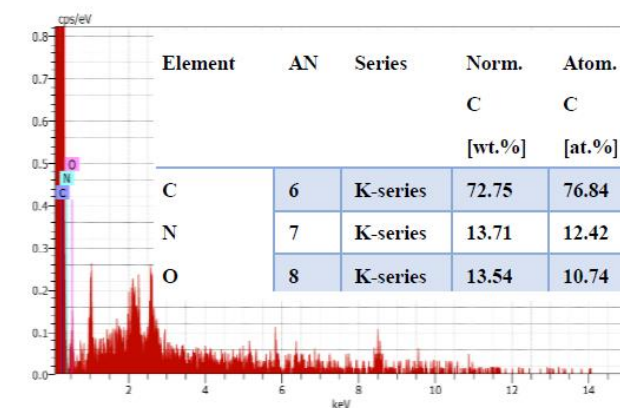 cps/eV
0.8
0.7
0.6
0.5
0.4
0.3
0.2
0.1
0.0
O
N
C
Element AN Series Norm. Atom.
C C
[wt.%] [at.%]
C 6 K-series 72.75 76.84
N 7 K-series 13.71 12.42
O 8 K-series 13.54 10.74
2 4 6 8 10 12 14
keV